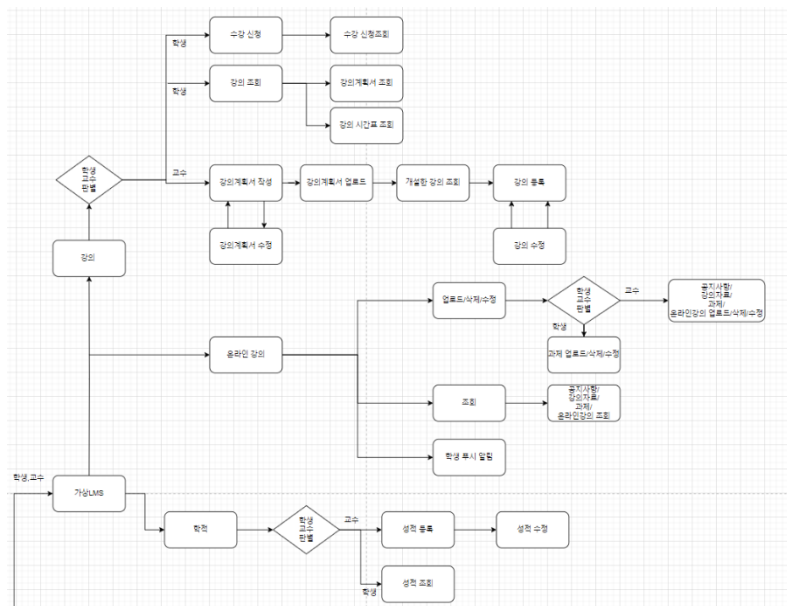 학생
수강 신청
수강 신청조회
학생
강의 조회
강의계획서 조회
강의 시간표 조회
학생
교수
판별
교수
강의계획서 작성
강의계획서 업로드
개설한 강의 조회
강의 등록
강의계획서 수정
강의 수정
강의
업로드/삭제/수정
학생
교수
판별
교수
공지사항/
강의자료/
과제/
온라인강의 업로드/삭제/수정
학생
과제 업로드/삭제/수정
온라인 강의
조회
공지사항/
강의자료/
과제/
온라인강의 조회
학생 푸시 알림
학생,교수
가상LMS
학적
학생
교수
판별
교수
성적 등록
성적 수정
학생
성적 조회